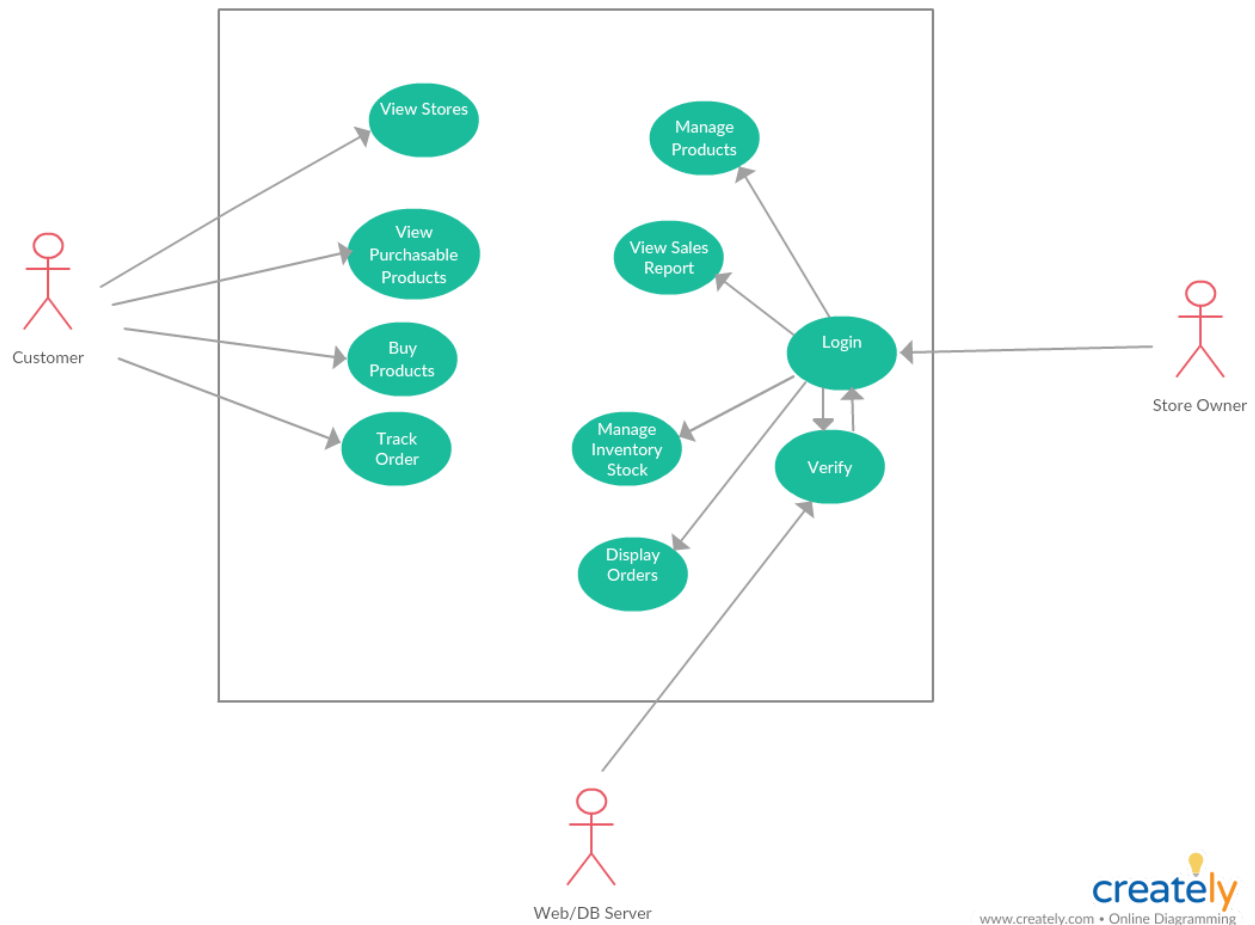 View Stores
View
Purchasable
Products
Buy
Products
Track
Order
Customer
Manage
Products
View Sales
Report
Login
Manage
Inventory
Stock
Verify
Display
Orders
Store Owner
Web/DB Server
creately
www.creately.com • Online Diagramming